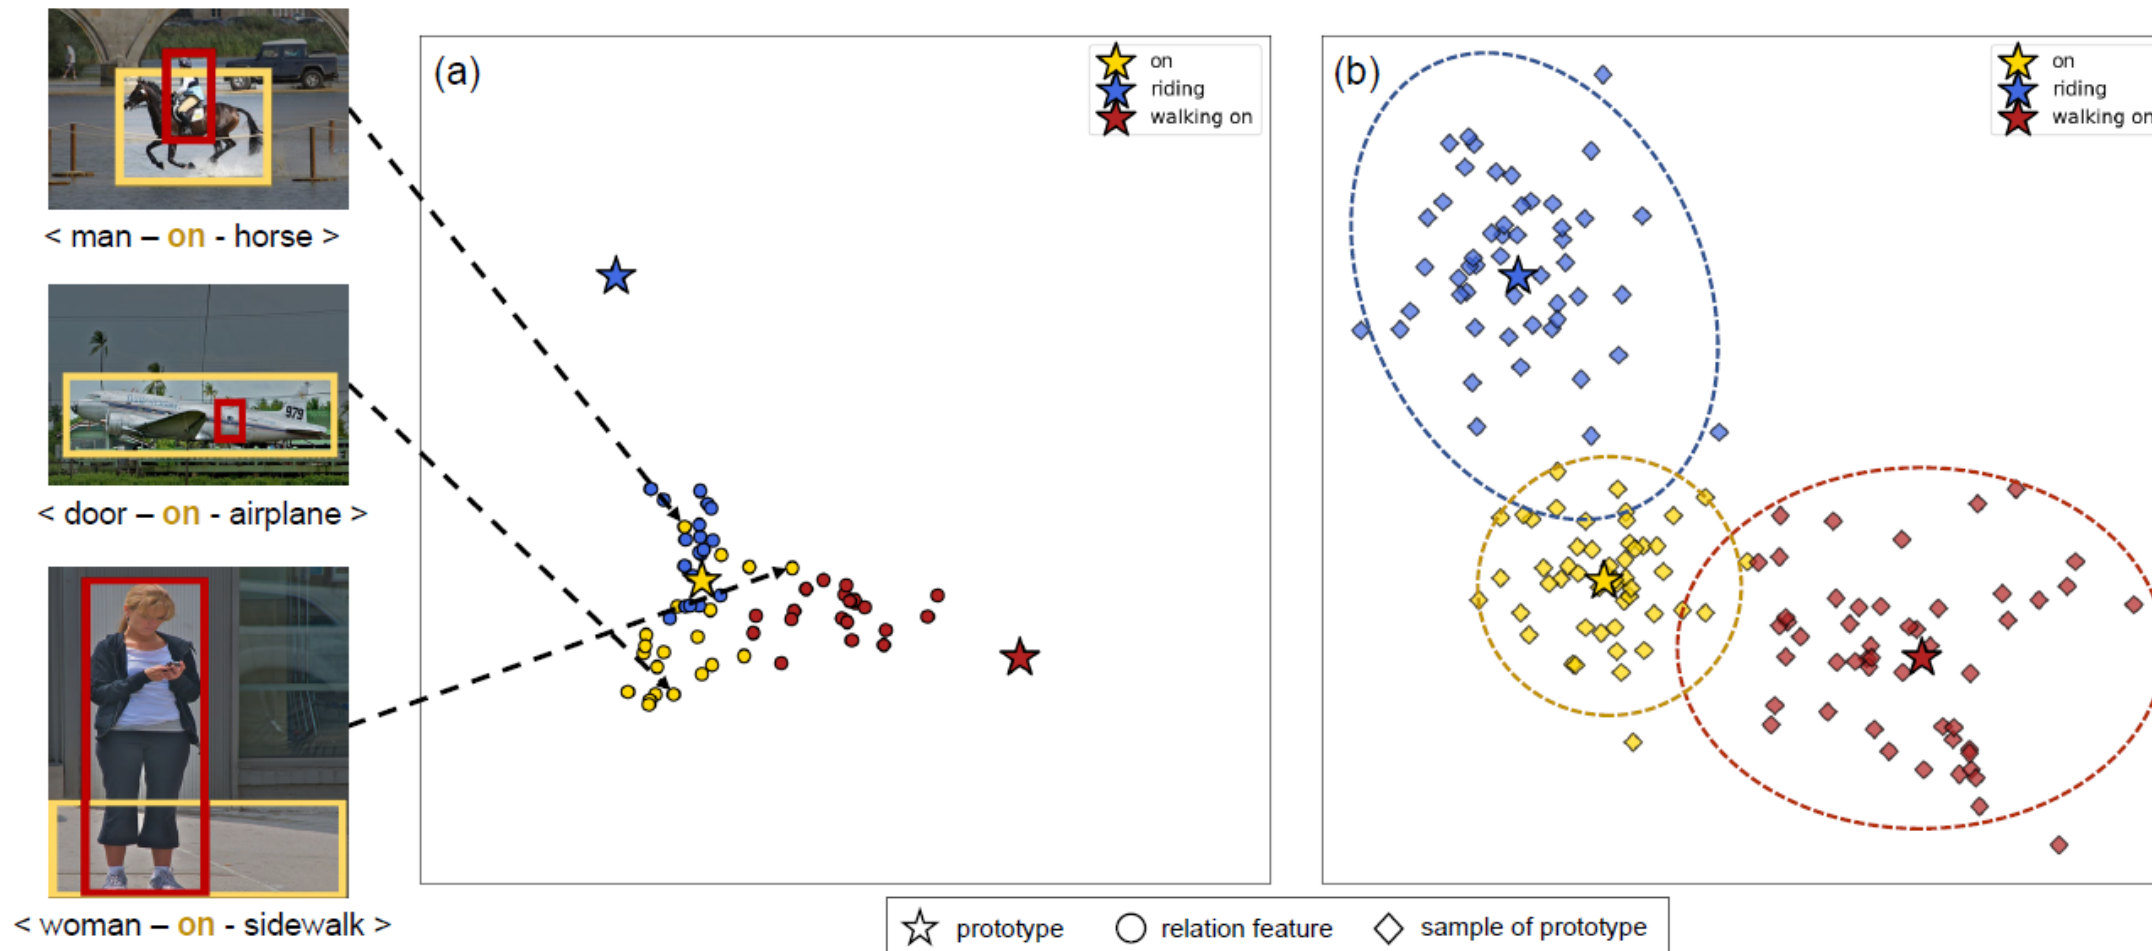 (a)
on
riding
walking on
(b)
on
riding
walking on
< man – on - horse >
979
< door – on - airplane >
< woman – on - sidewalk >
prototype
relation feature
sample of prototype